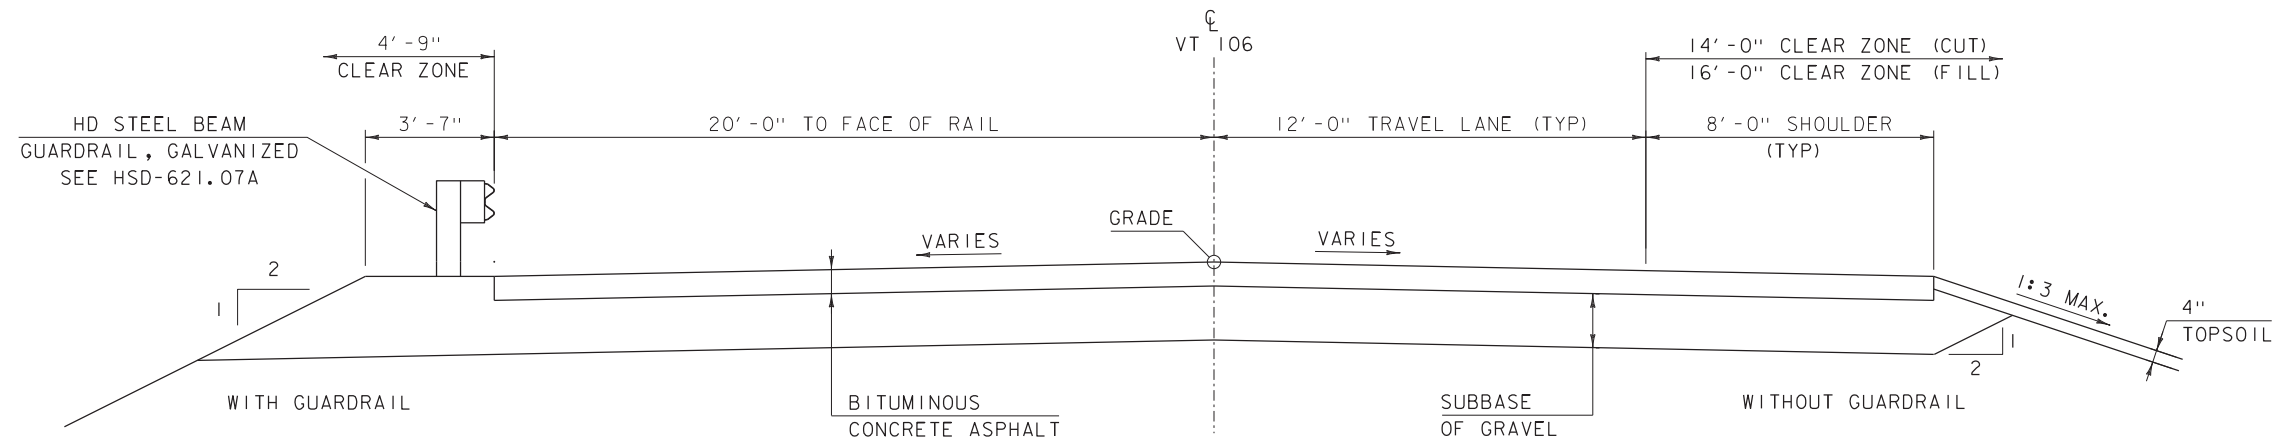 ℄
VT 106
4'-9"
CLEAR ZONE
14'-0" CLEAR ZONE (CUT)
16'-0" CLEAR ZONE (FILL)
HD STEEL BEAM
GUARDRAIL, GALVANIZED
SEE HSD-621.07A
3'-7"
20'-0" TO FACE OF RAIL
12'-0" TRAVEL LANE (TYP)
8'-0" SHOULDER
(TYP)
GRADE
VARIES
VARIES
2
1
1:3 MAX.
4"
TOPSOIL
1
2
WITH GUARDRAIL
BITUMINOUS
CONCRETE ASPHALT
SUBBASE
OF GRAVEL
WITHOUT GUARDRAIL